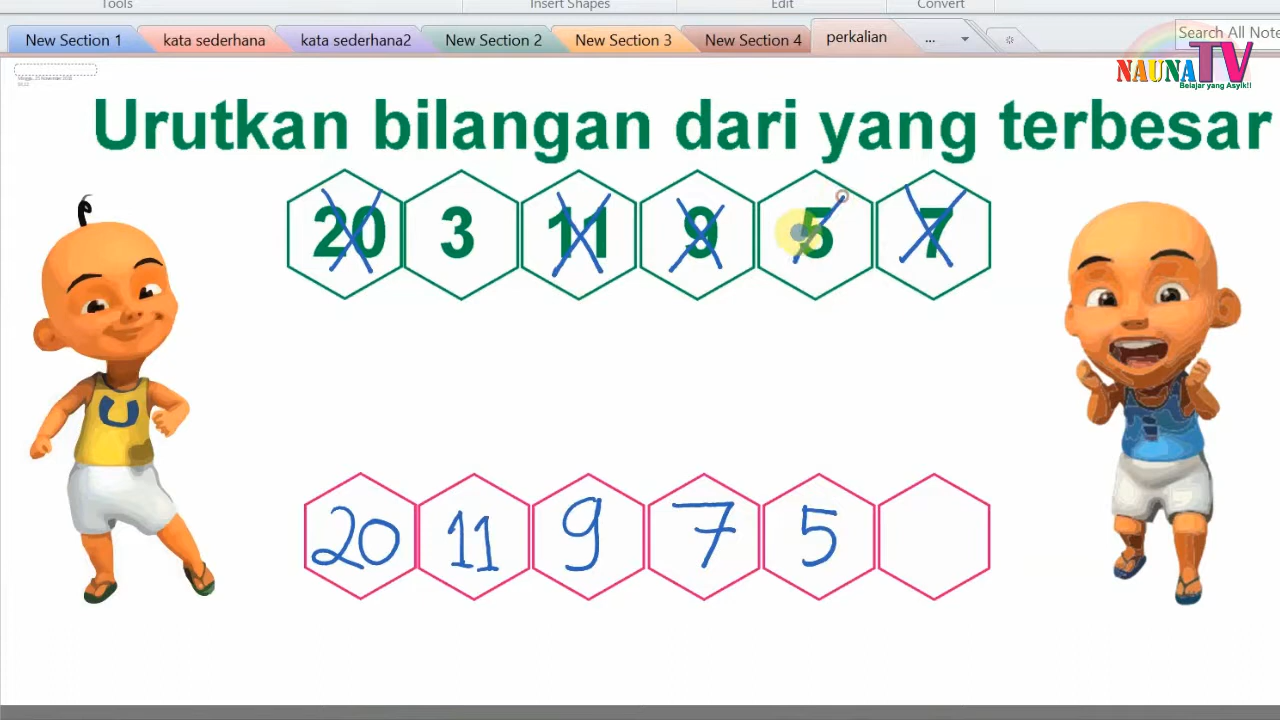 Tools Insert Shapes Edit Convert
New Section 1 kata sederhana kata sederhana2 New Section 2 New Section 3 New Section 4 perkalian ... Search All Note
NAUNA TV
Belajar yang Asyik!!
Urutkan bilangan dari yang terbesar
20 3 11 9 5 7
20 11 9 7 5